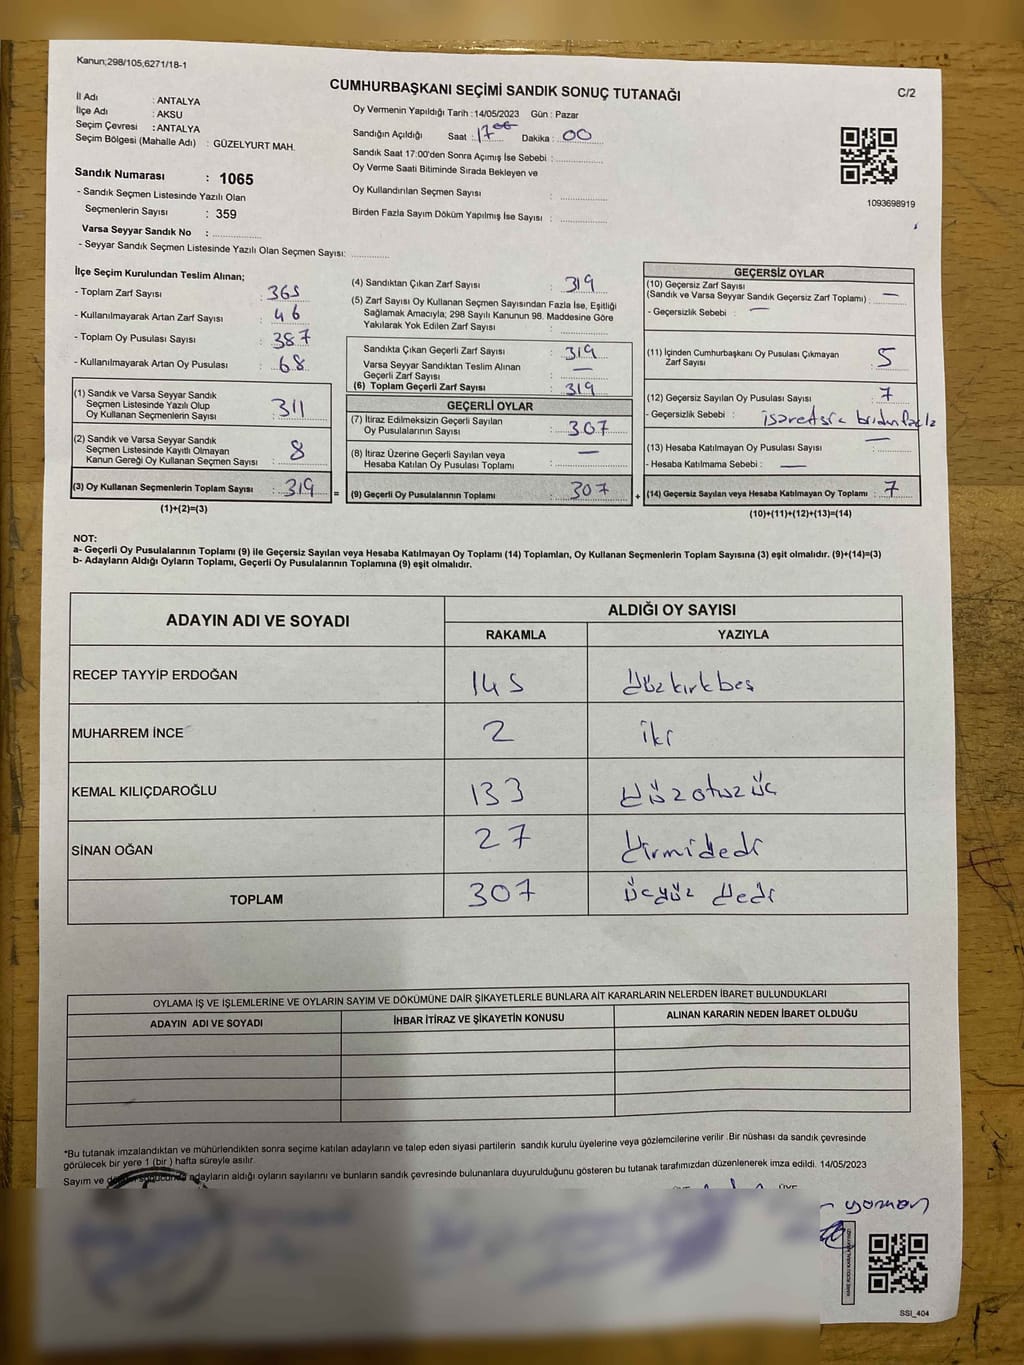 Kanun;298/105,6271/18-1
CUMHURBAŞKANI SEÇİMİ SANDIK SONUÇ TUTANAĞI
C/2
İl Adı : ANTALYA
İlçe Adı : AKSU
Seçim Çevresi : ANTALYA
Seçim Bölgesi (Mahalle Adı) : GÜZELYURT MAH.
Sandık Numarası : 1065
- Sandık Seçmen Listesinde Yazılı Olan
Seçmenlerin Sayısı : 359
Varsa Seyyar Sandık No :
- Seyyar Sandık Seçmen Listesinde Yazılı Olan Seçmen Sayısı:
Oy Vermenin Yapıldığı Tarih :14/05/2023 Gün : Pazar
Sandığın Açıldığı Saat : 17⁰⁰ Dakika : 00
Sandık Saat 17:00'den Sonra Açımış İse Sebebi :
Oy Verme Saati Bitiminde Sırada Bekleyen ve
Oy Kullandırılan Seçmen Sayısı :
Birden Fazla Sayım Döküm Yapılmış İse Sayısı :
1093698919
İlçe Seçim Kurulundan Teslim Alınan;
- Toplam Zarf Sayısı : 365
- Kullanılmayarak Artan Zarf Sayısı : 46
- Toplam Oy Pusulası Sayısı : 387
- Kullanılmayarak Artan Oy Pusulası : 68
(1) Sandık ve Varsa Seyyar Sandık
Seçmen Listesinde Yazılı Olup
Oy Kullanan Seçmenlerin Sayısı : 311
(2) Sandık ve Varsa Seyyar Sandık
Seçmen Listesinde Kayıtlı Olmayan
Kanun Gereği Oy Kullanan Seçmen Sayısı : 8
(3) Oy Kullanan Seçmenlerin Toplam Sayısı : 319 =
(1)+(2)=(3)
(4) Sandıktan Çıkan Zarf Sayısı : 319
(5) Zarf Sayısı Oy Kullanan Seçmen Sayısından Fazla İse, Eşitliği
Sağlamak Amacıyla; 298 Sayılı Kanunun 98. Maddesine Göre
Yakılarak Yok Edilen Zarf Sayısı :
Sandıkta Çıkan Geçerli Zarf Sayısı : 319
Varsa Seyyar Sandıktan Teslim Alınan
Geçerli Zarf Sayısı : —
(6) Toplam Geçerli Zarf Sayısı : 319
GEÇERLİ OYLAR
(7) İtiraz Edilmeksizin Geçerli Sayılan
Oy Pusulalarının Sayısı : 307
(8) İtiraz Üzerine Geçerli Sayılan veya
Hesaba Katılan Oy Pusulası Toplamı : —
(9) Geçerli Oy Pusulalarının Toplamı : 307 +
GEÇERSİZ OYLAR
(10) Geçersiz Zarf Sayısı
(Sandık ve Varsa Seyyar Sandık Geçersiz Zarf Toplamı) : —
- Geçersizlik Sebebi : —
(11) İçinden Cumhurbaşkanı Oy Pusulası Çıkmayan
Zarf Sayısı : 5
(12) Geçersiz Sayılan Oy Pusulası Sayısı : 7
- Geçersizlik Sebebi :
(13) Hesaba Katılmayan Oy Pusulası Sayısı : —
- Hesaba Katılmama Sebebi : —
(14) Geçersiz Sayılan veya Hesaba Katılmayan Oy Toplamı : 7
(10)+(11)+(12)+(13)=(14)
NOT:
a- Geçerli Oy Pusulalarının Toplamı (9) ile Geçersiz Sayılan veya Hesaba Katılmayan Oy Toplamı (14) Toplamları, Oy Kullanan Seçmenlerin Toplam Sayısına (3) eşit olmalıdır. (9)+(14)=(3)
b- Adayların Aldığı Oyların Toplamı, Geçerli Oy Pusulalarının Toplamına (9) eşit olmalıdır.
ADAYIN ADI VE SOYADI ALDIĞI OY SAYISI
RAKAMLA YAZIYLA
RECEP TAYYİP ERDOĞAN 145 Yüzkırkbeş
MUHARREM İNCE 2 iki
KEMAL KILIÇDAROĞLU 133 Yüzotuzüç
SİNAN OĞAN 27 Yirmiyedi
TOPLAM 307 üçyüz Yedi
OYLAMA İŞ VE İŞLEMLERİNE VE OYLARIN SAYIM VE DÖKÜMÜNE DAİR ŞİKAYETLERLE BUNLARA AİT KARARLARIN NELERDEN İBARET BULUNDUKLARI
ADAYIN ADI VE SOYADI İHBAR İTİRAZ VE ŞİKAYETİN KONUSU ALINAN KARARIN NEDEN İBARET OLDUĞU
*Bu tutanak imzalandıktan ve mühürlendikten sonra seçime katılan adayların ve talep eden siyasi partilerin sandık kurulu üyelerine veya gözlemcilerine verilir. Bir nüshası da sandık çevresinde
görülecek bir yere 1 (bir ) hafta süreyle asılır.
Sayım ve döküm sonucunda adayların aldığı oyların sayılarını ve bunların sandık çevresinde bulunanlara duyurulduğunu gösteren bu tutanak tarafımızdan düzenlenerek imza edildi. 14/05/2023
SSI_404